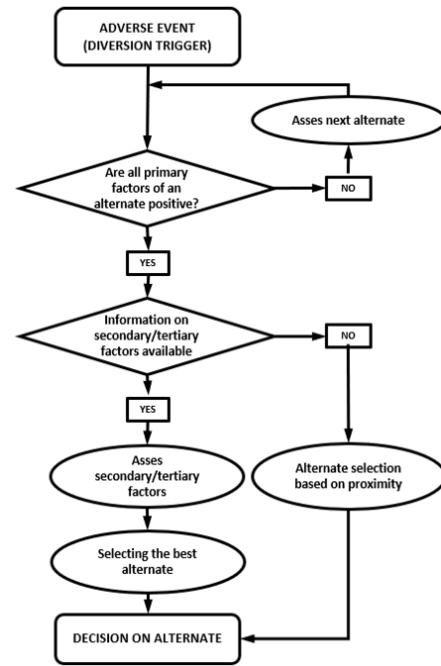 ADVERSE EVENT
(DIVERSION TRIGGER)
Asses next alternate
Are all primary
factors of an
alternate positive?
NO
YES
Information on
secondary/tertiary
factors available
NO
YES
Asses
secondary/tertiary
factors
Alternate selection
based on proximity
Selecting the best
alternate
DECISION ON ALTERNATE